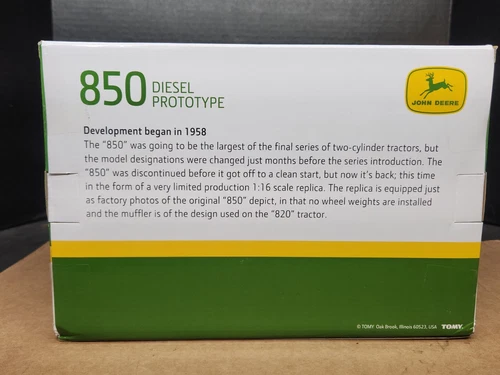 850 DIESEL
PROTOTYPE
JOHN DEERE
Development began in 1958
The "850" was going to be the largest of the final series of two-cylinder tractors, but
the model designations were changed just months before the series introduction. The
"850" was discontinued before it got off to a clean start, but now it's back; this time
in the form of a very limited production 1:16 scale replica. The replica is equipped just
as factory photos of the original "850" depict, in that no wheel weights are installed
and the muffler is of the design used on the "820" tractor.
© TOMY Oak Brook, Illinois 60523, USA TOMY.